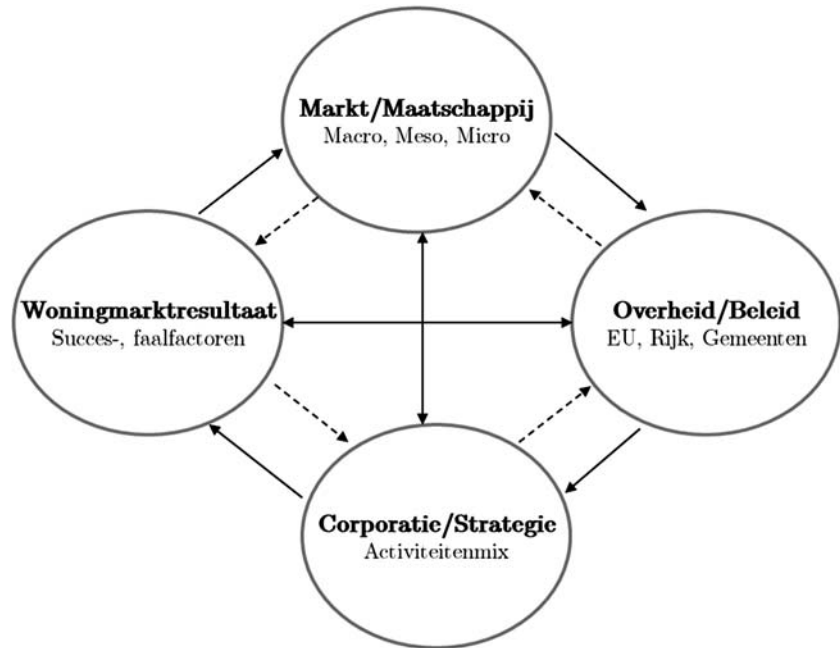 Markt/Maatschappij
Macro, Meso, Micro
Woningmarktresultaat
Succes-, faalfactoren
Overheid/Beleid
EU, Rijk, Gemeenten
Corporatie/Strategie
Activiteitenmix